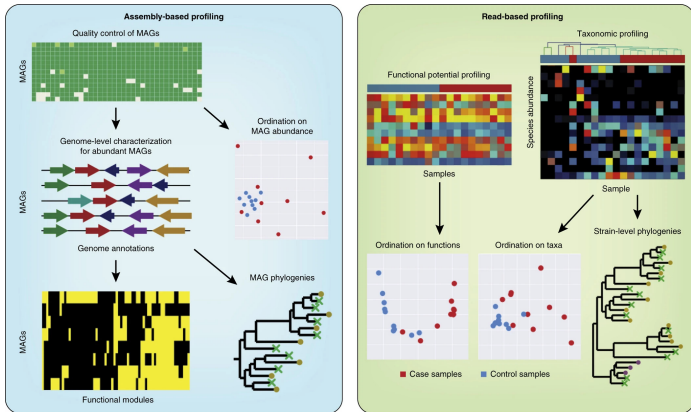 Assembly-based profiling
Quality control of MAGs
MAGs
Genome-level characterization
for abundant MAGs
MAGs
Genome annotations
Ordination on
MAG abundance
MAGs
Functional modules
MAG phylogenies
Read-based profiling
Taxonomic profiling
Functional potential profiling
Species abundance
Samples
Sample
Ordination on functions
Ordination on taxa
Strain-level phylogenies
Case samples
Control samples